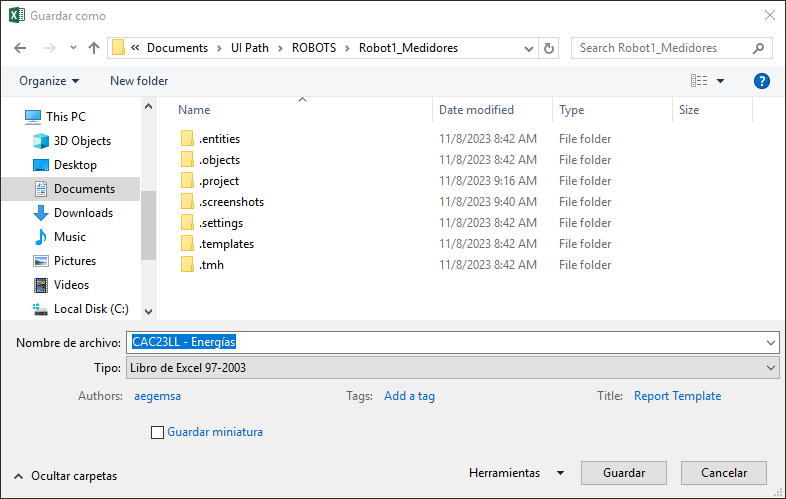 Guardar como
« Documents > UI Path > ROBOTS > Robot1_Medidores
Search Robot1_Medidores
Organize
New folder
?
Name
Date modified
Type
Size
This PC
3D Objects
Desktop
Documents
Downloads
Music
Pictures
Videos
Local Disk (C:)
.entities 11/8/2023 8:42 AM File folder
.objects 11/8/2023 8:42 AM File folder
.project 11/8/2023 9:16 AM File folder
.screenshots 11/8/2023 9:40 AM File folder
.settings 11/8/2023 8:42 AM File folder
.templates 11/8/2023 8:42 AM File folder
.tmh 11/8/2023 8:42 AM File folder
Nombre de archivo: CAC23LL - Energías
Tipo: Libro de Excel 97-2003
Authors: aegemsa
Tags: Add a tag
Title: Report Template
Guardar miniatura
Ocultar carpetas
Herramientas
Guardar
Cancelar